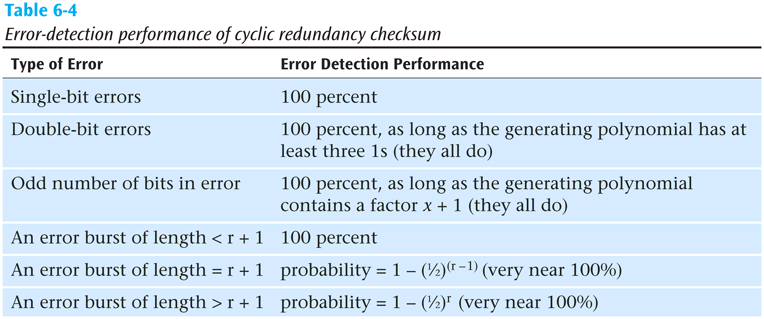 Table 6-4
Error-detection performance of cyclic redundancy checksum
Type of Error Error Detection Performance
Single-bit errors 100 percent
Double-bit errors 100 percent, as long as the generating polynomial has at
least three 1s (they all do)
Odd number of bits in error 100 percent, as long as the generating polynomial
contains a factor x + 1 (they all do)
An error burst of length < r + 1 100 percent
An error burst of length = r + 1 probability = 1 – (½)⁽ʳ ⁻¹⁾ (very near 100%)
An error burst of length > r + 1 probability = 1 – (½)ʳ (very near 100%)